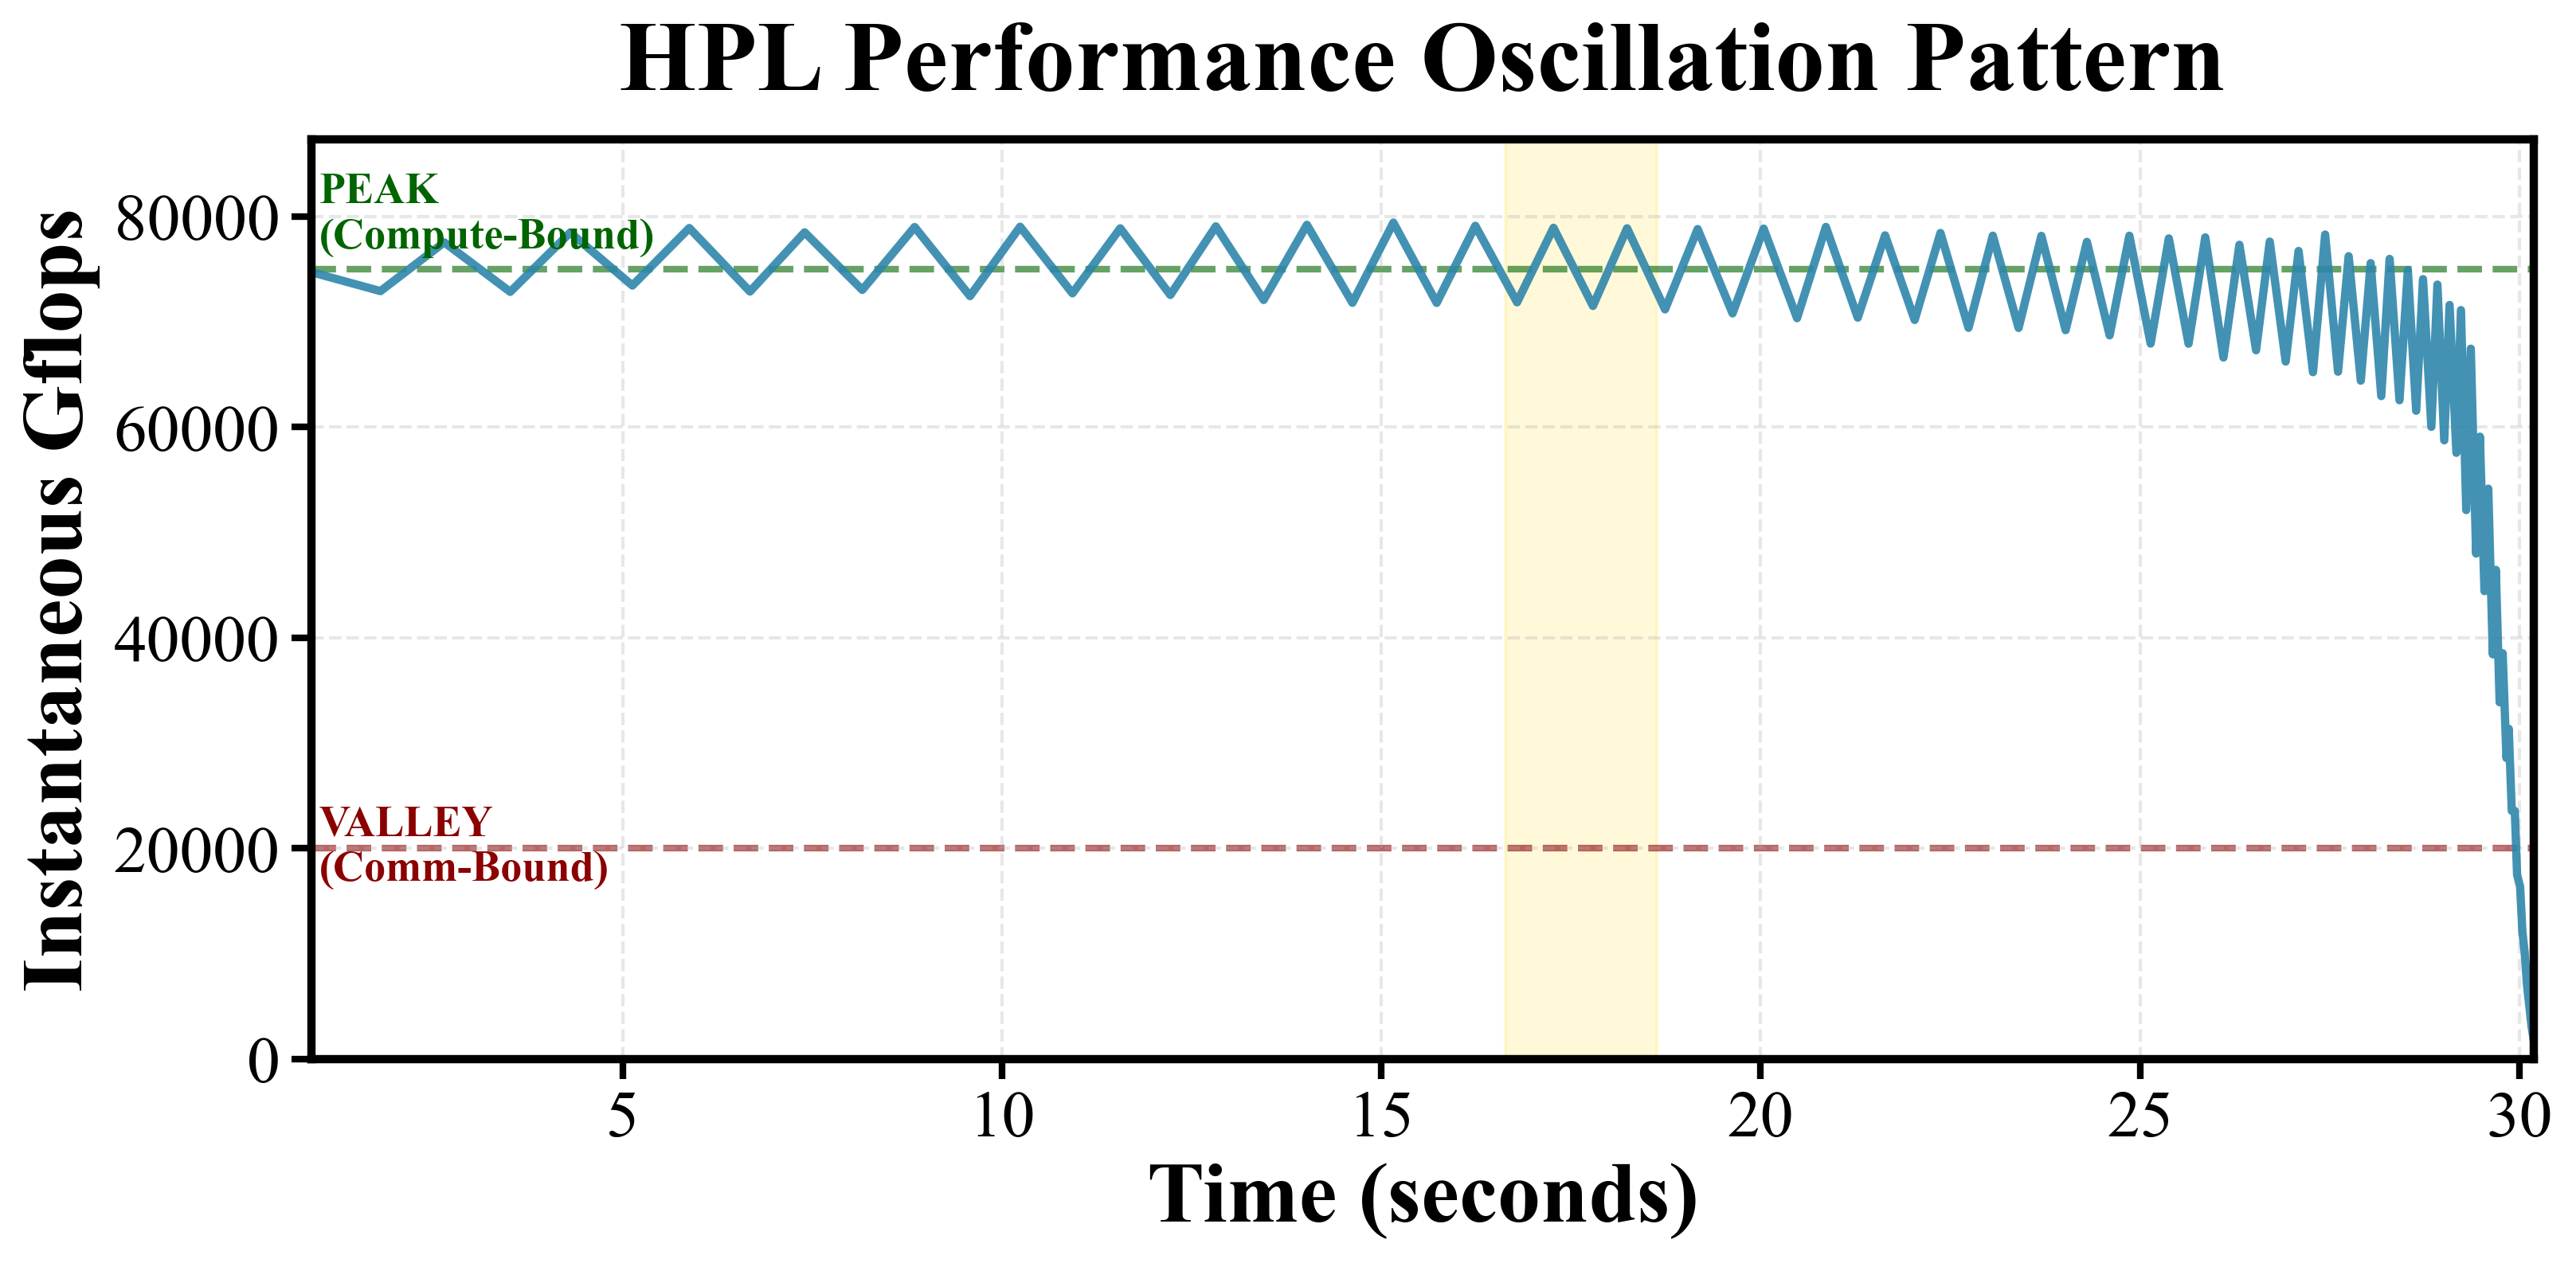 HPL Performance Oscillation Pattern
Instantaneous Gflops
80000
60000
40000
20000
0
PEAK
(Compute-Bound)
VALLEY
(Comm-Bound)
5
10
15
20
25
30
Time (seconds)